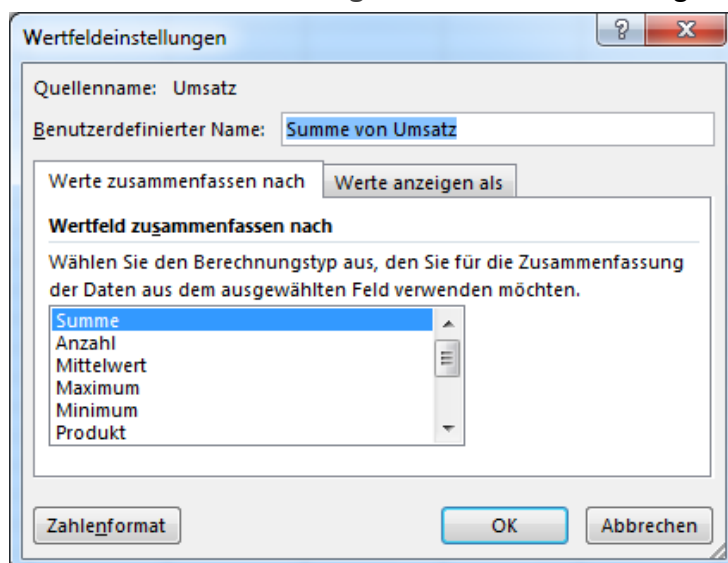 Wertfeldeinstellungen
Quellenname: Umsatz
Benutzerdefinierter Name: Summe von Umsatz
Werte zusammenfassen nach Werte anzeigen als
Wertfeld zusammenfassen nach
Wählen Sie den Berechnungstyp aus, den Sie für die Zusammenfassung
der Daten aus dem ausgewählten Feld verwenden möchten.
Summe
Anzahl
Mittelwert
Maximum
Minimum
Produkt
Zahlenformat OK Abbrechen